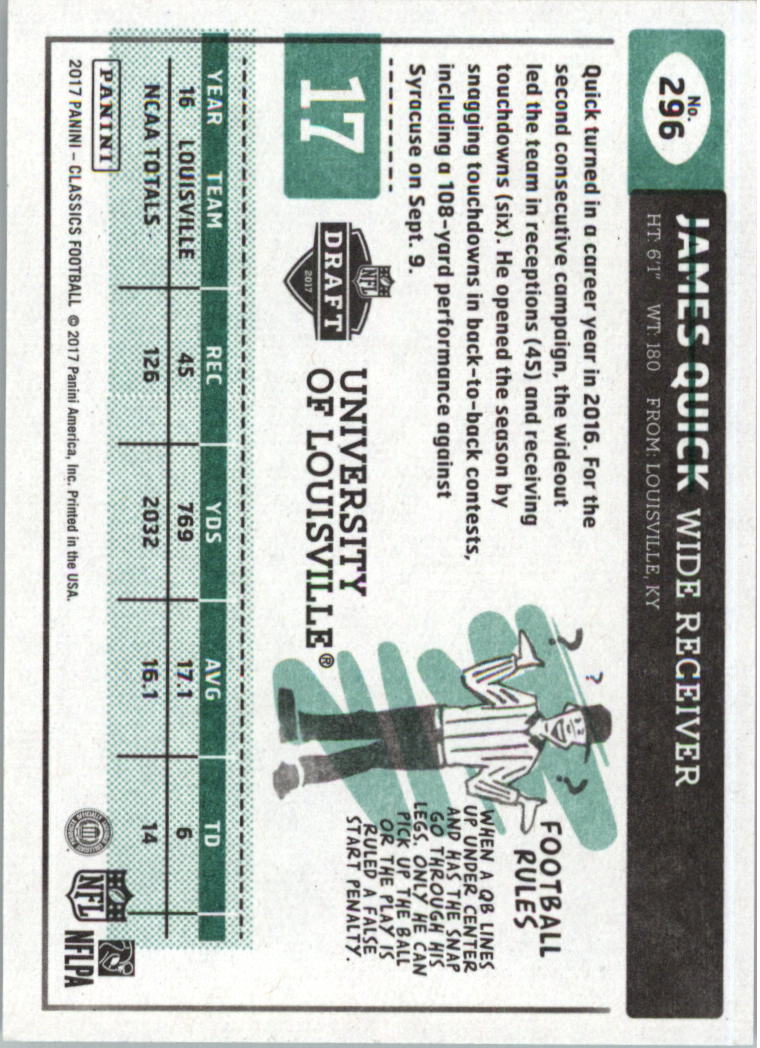 No.
296
JAMES QUICK WIDE RECEIVER
HT: 6'1" WT: 180 FROM: LOUISVILLE, KY
Quick turned in a career year in 2016. For the
second consecutive campaign, the wideout
led the team in receptions (45) and receiving
touchdowns (six). He opened the season by
snagging touchdowns in back-to-back contests,
including a 108-yard performance against
Syracuse on Sept. 9.
FOOTBALL
RULES
WHEN A QB LINES
UP UNDER CENTER
AND HAS THE SNAP
GO THROUGH HIS
LEGS, ONLY HE CAN
PICK UP THE BALL
OR THE PLAY IS
RULED A FALSE
START PENALTY.
? ? ?
17
NFL
DRAFT
2017
UNIVERSITY
OF LOUISVILLE®
YEAR TEAM REC YDS AVG TD
16 LOUISVILLE 45 769 17.1 6
NCAA TOTALS 126 2032 16.1 14
PANINI
NFL
NFLPA
2017 PANINI – CLASSICS FOOTBALL © 2017 Panini America, Inc. Printed in the USA.